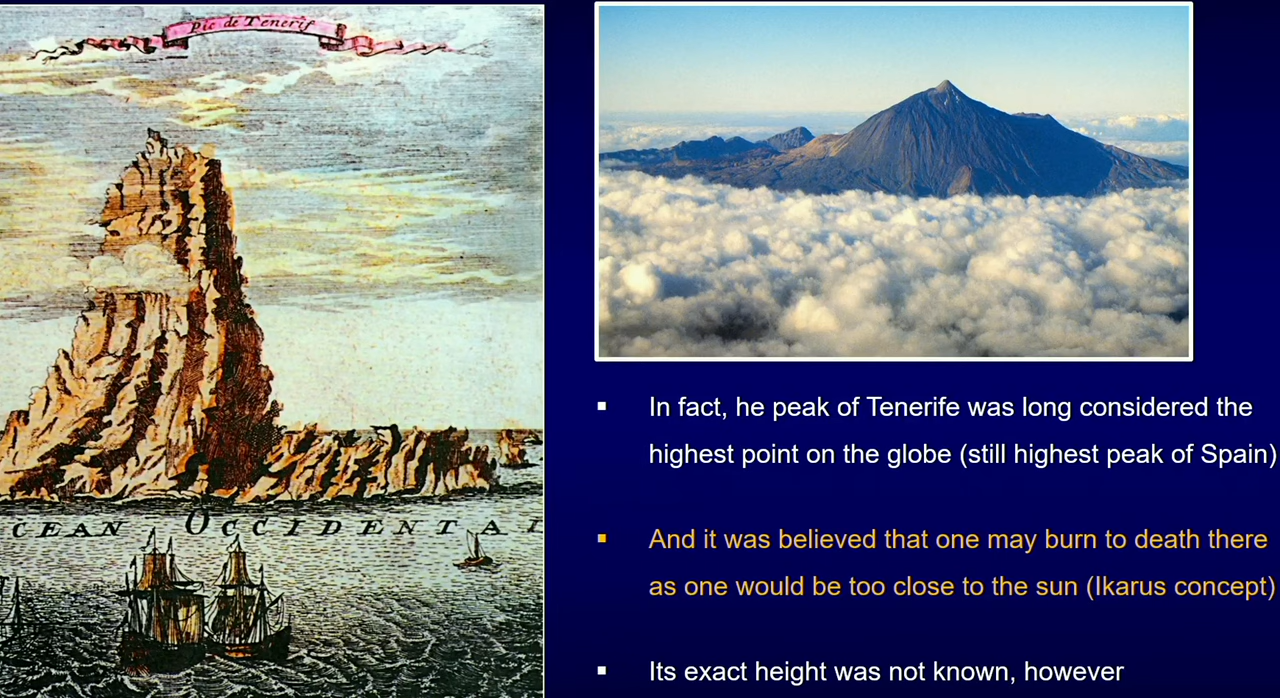 Pic de Tenerif
CEAN OCCIDENTAL
In fact, he peak of Tenerife was long considered the
highest point on the globe (still highest peak of Spain)
And it was believed that one may burn to death there
as one would be too close to the sun (Ikarus concept)
Its exact height was not known, however